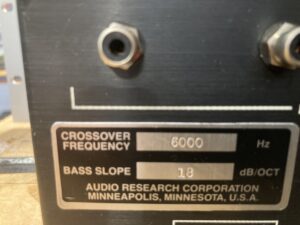 CROSSOVER
FREQUENCY 6000 Hz
BASS SLOPE 18 dB/OCT
AUDIO RESEARCH CORPORATION
MINNEAPOLIS, MINNESOTA, U.S.A.